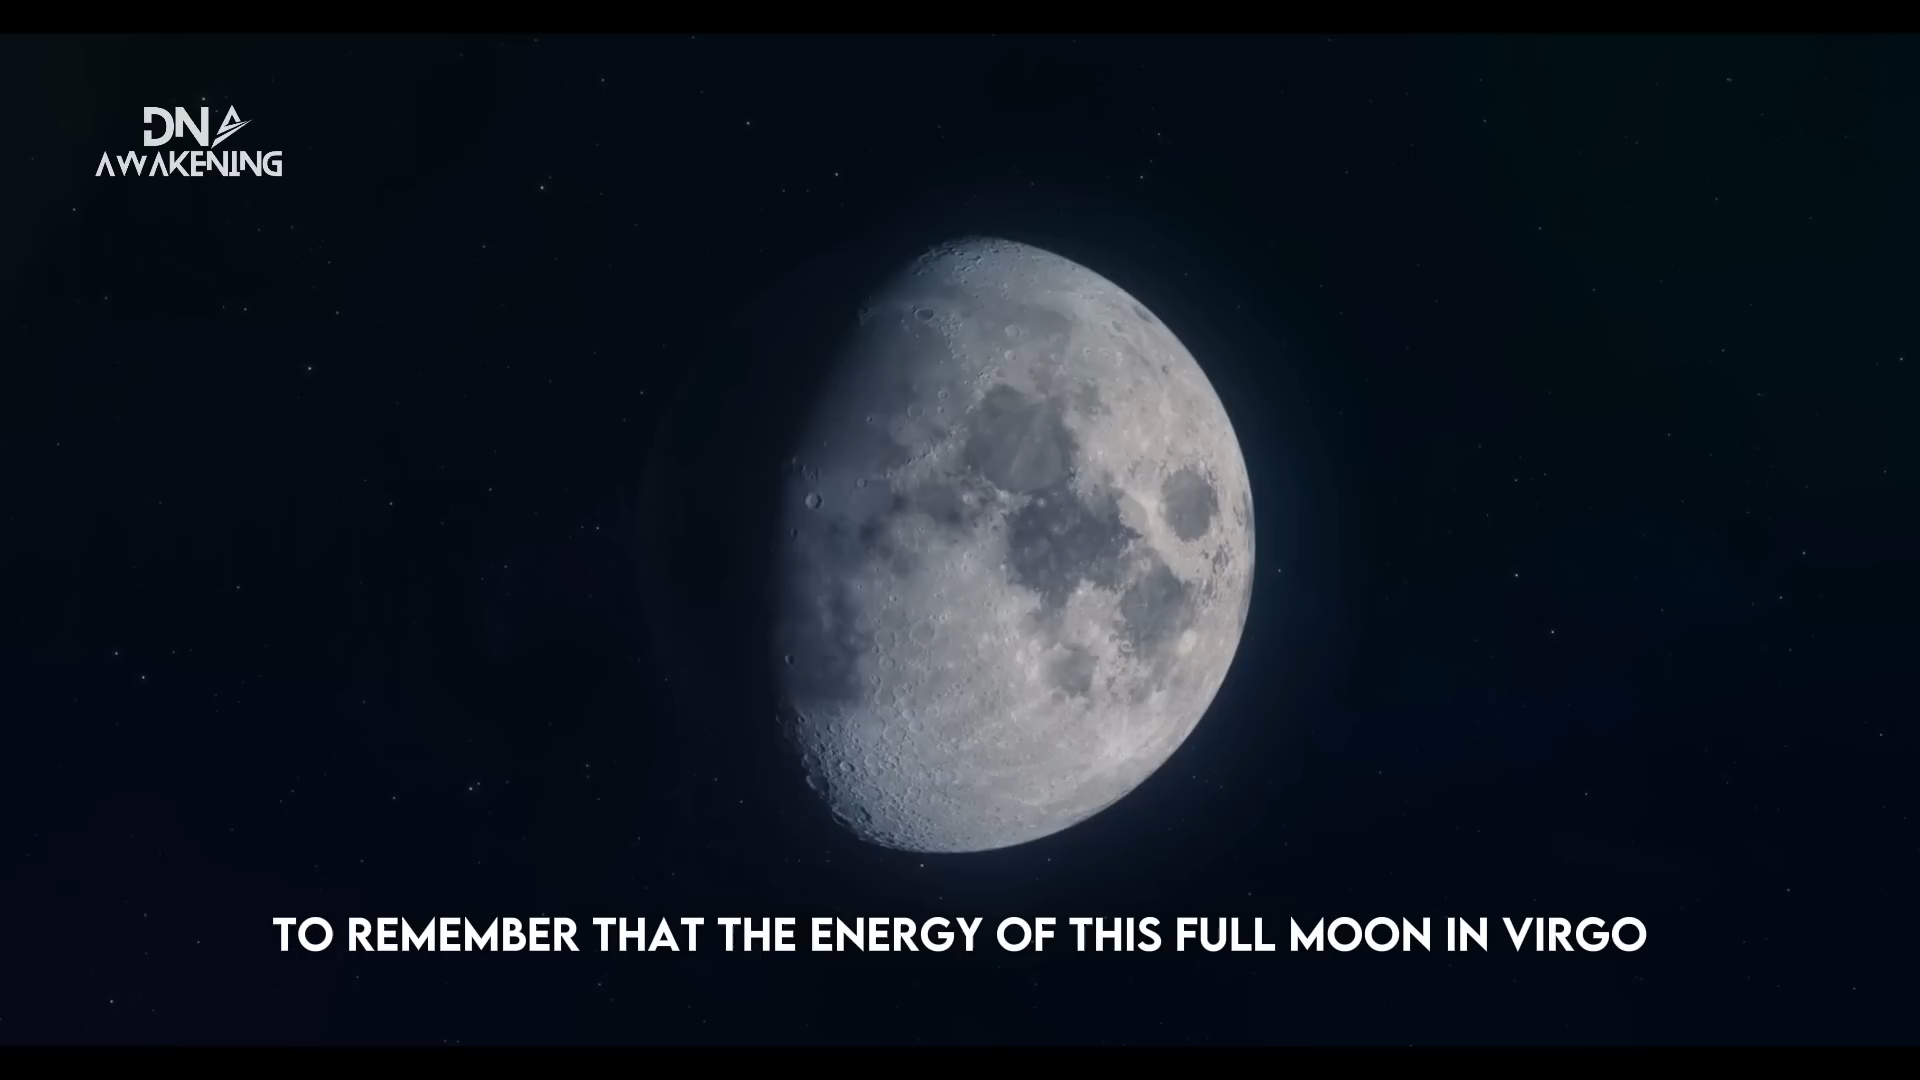 DNA
AWAKENING
TO REMEMBER THAT THE ENERGY OF THIS FULL MOON IN VIRGO